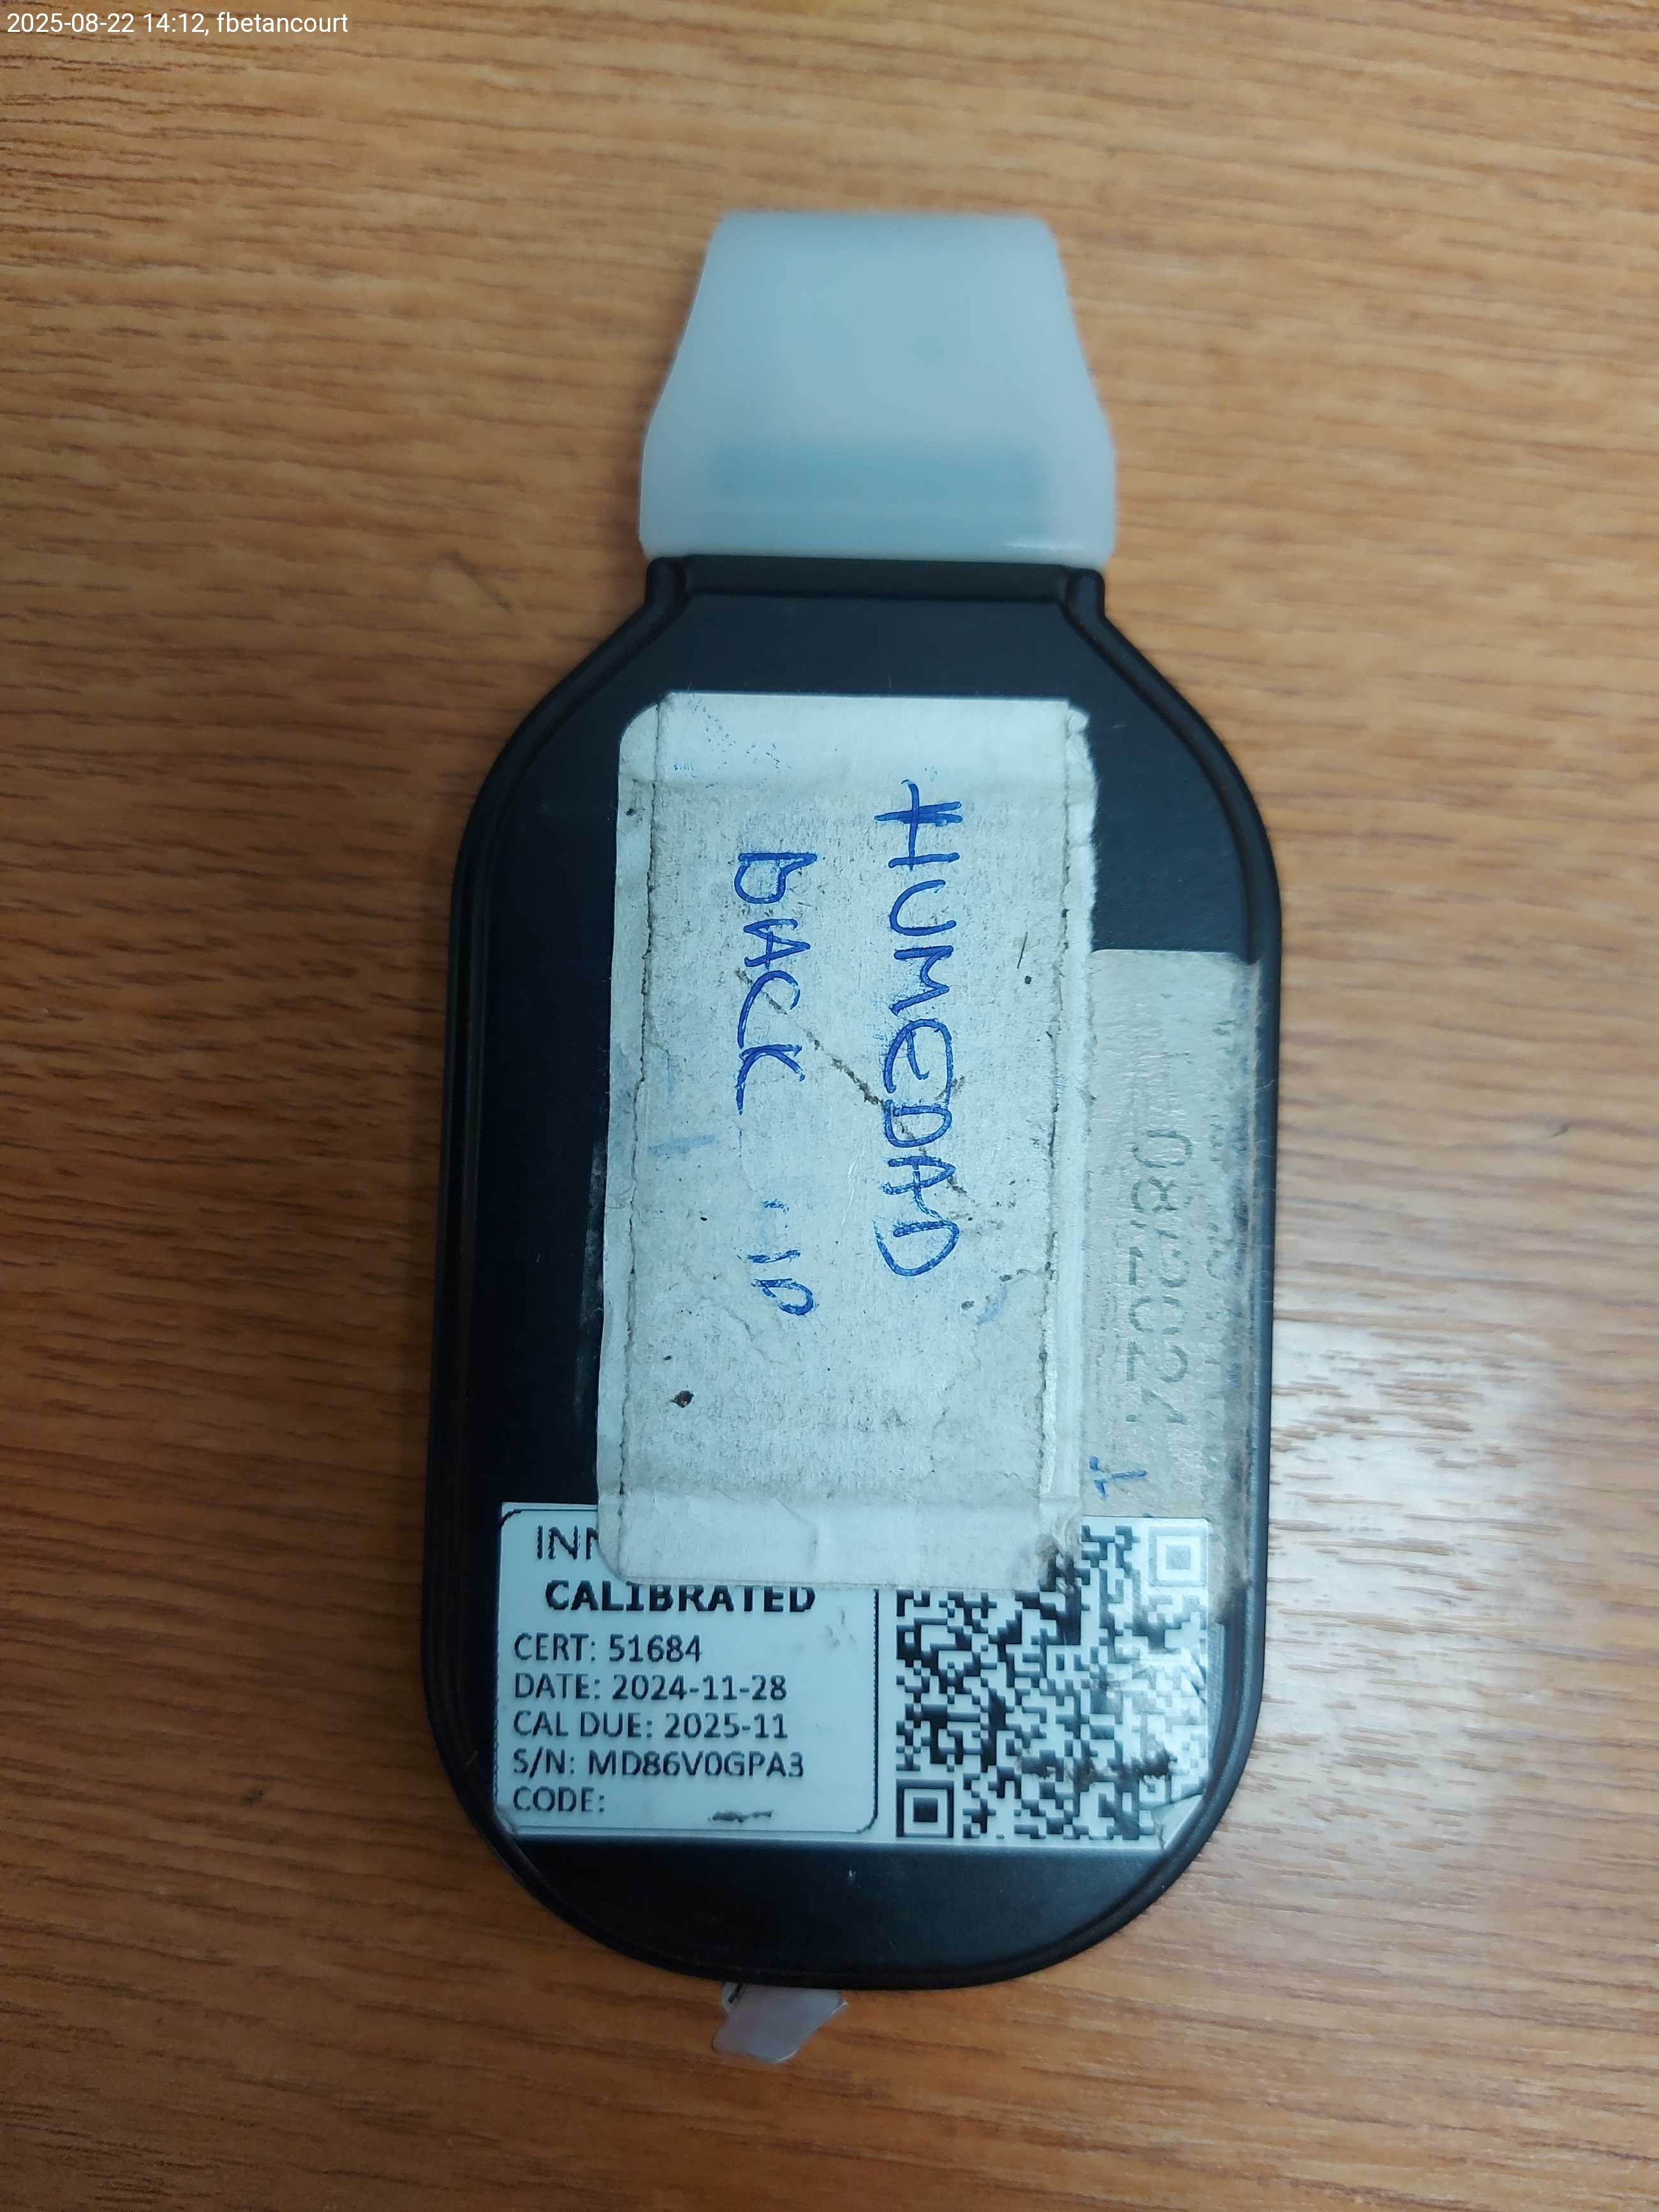 2025-08-22 14:12, fbetancourt
HUMEDAD
BACK
CALIBRATED
CERT: 51684
DATE: 2024-11-28
CAL DUE: 2025-11
S/N: MD86V0GPA3
CODE: